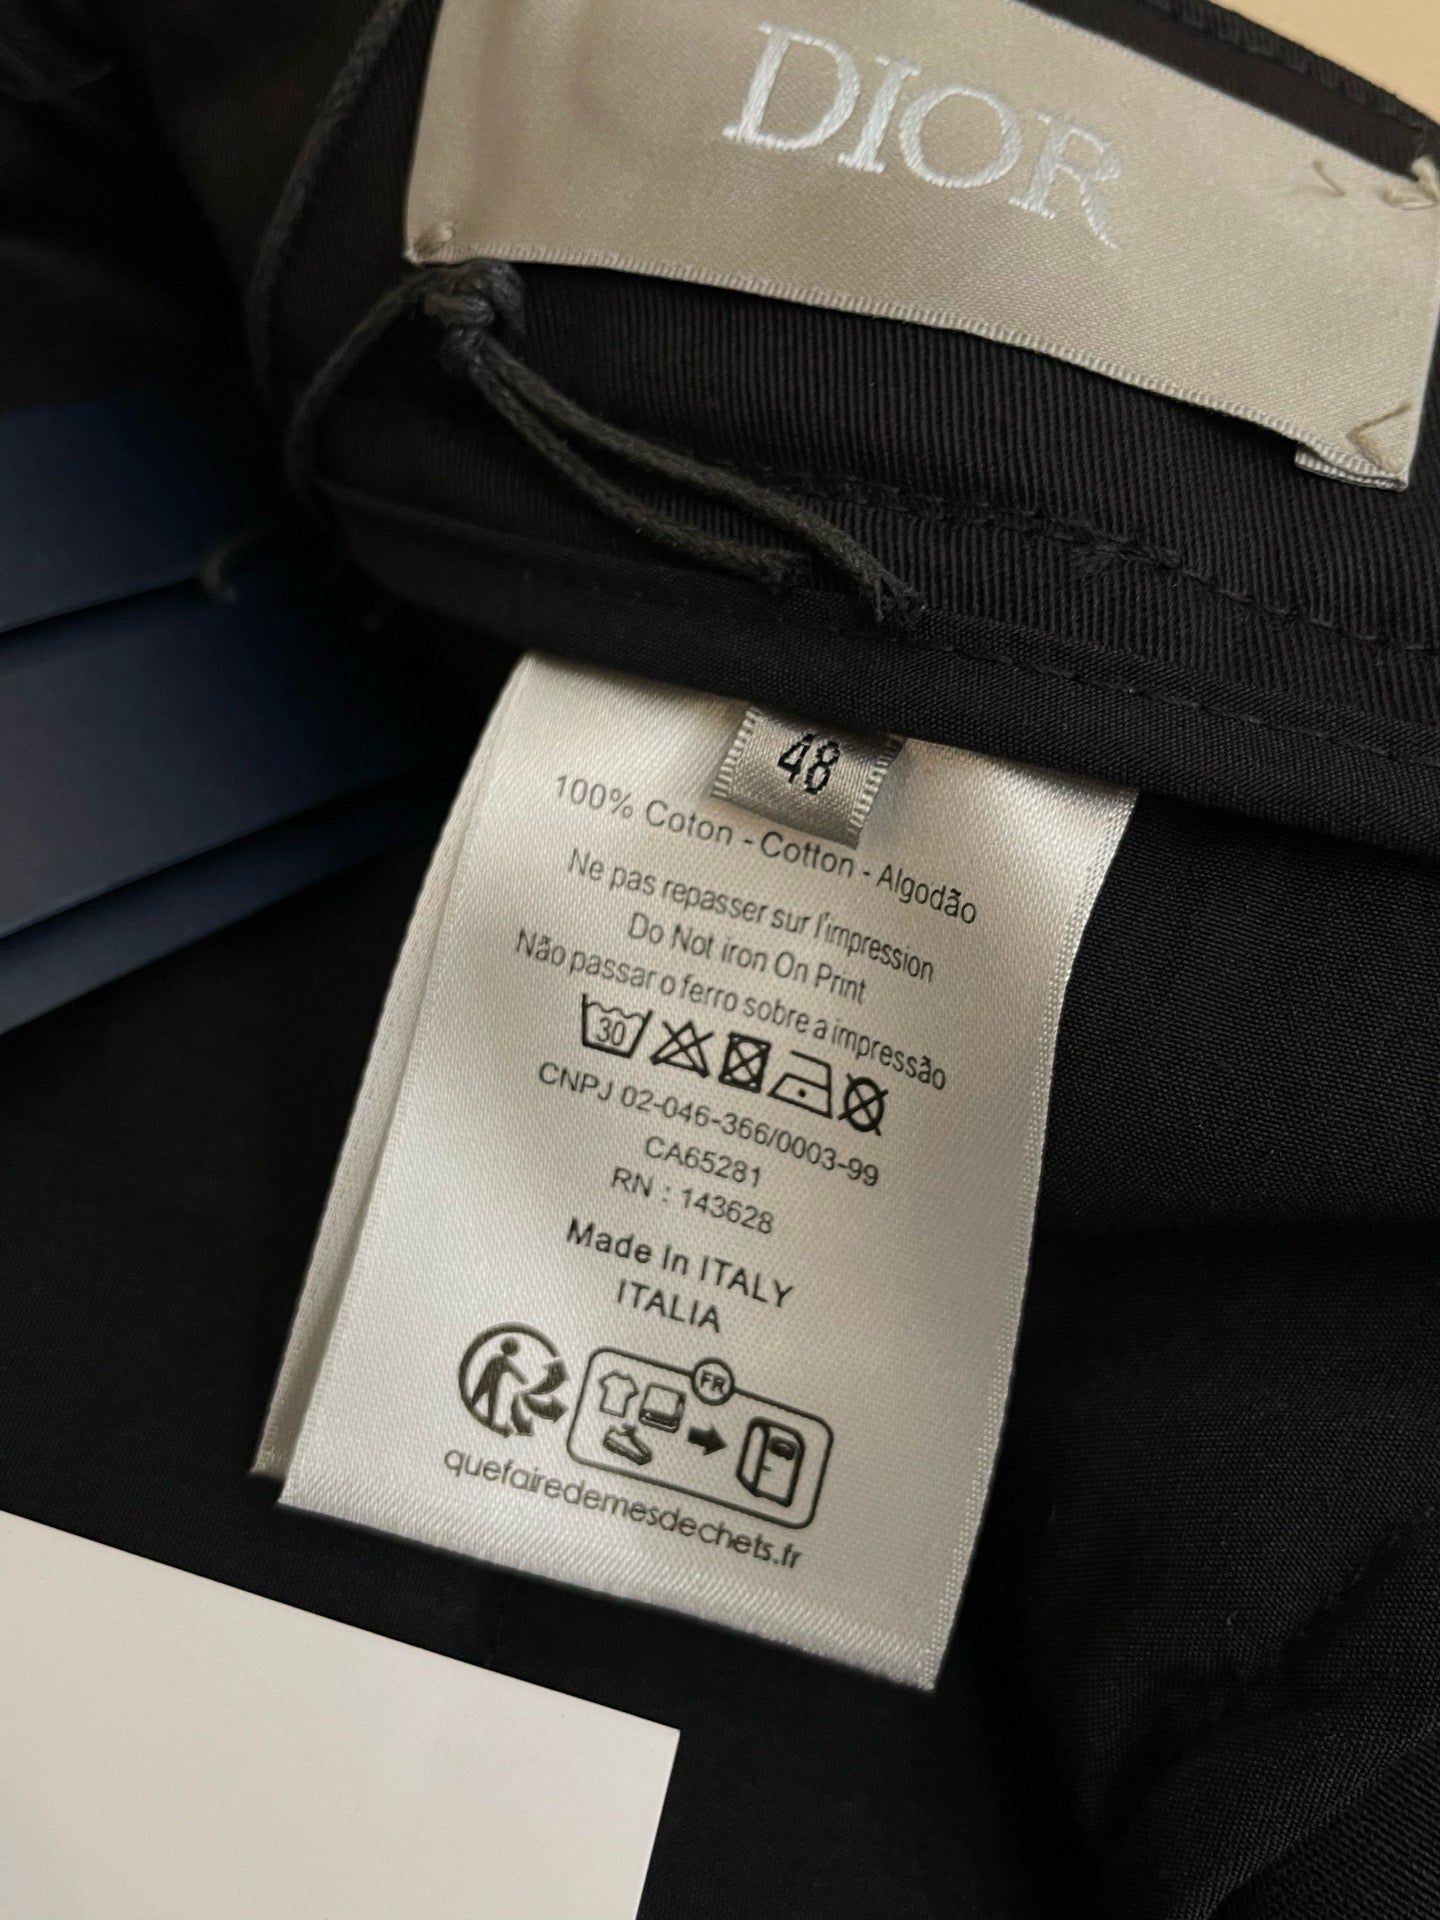 DIOR
48
100% Coton - Cotton - Algodão
Ne pas repasser sur l'impression
Do Not iron On Print
Não passar o ferro sobre a impressão
30
CNPJ 02-046-366/0003-99
CA65281
RN : 143628
Made In ITALY
ITALIA
FR
quefairedemesdechets.fr